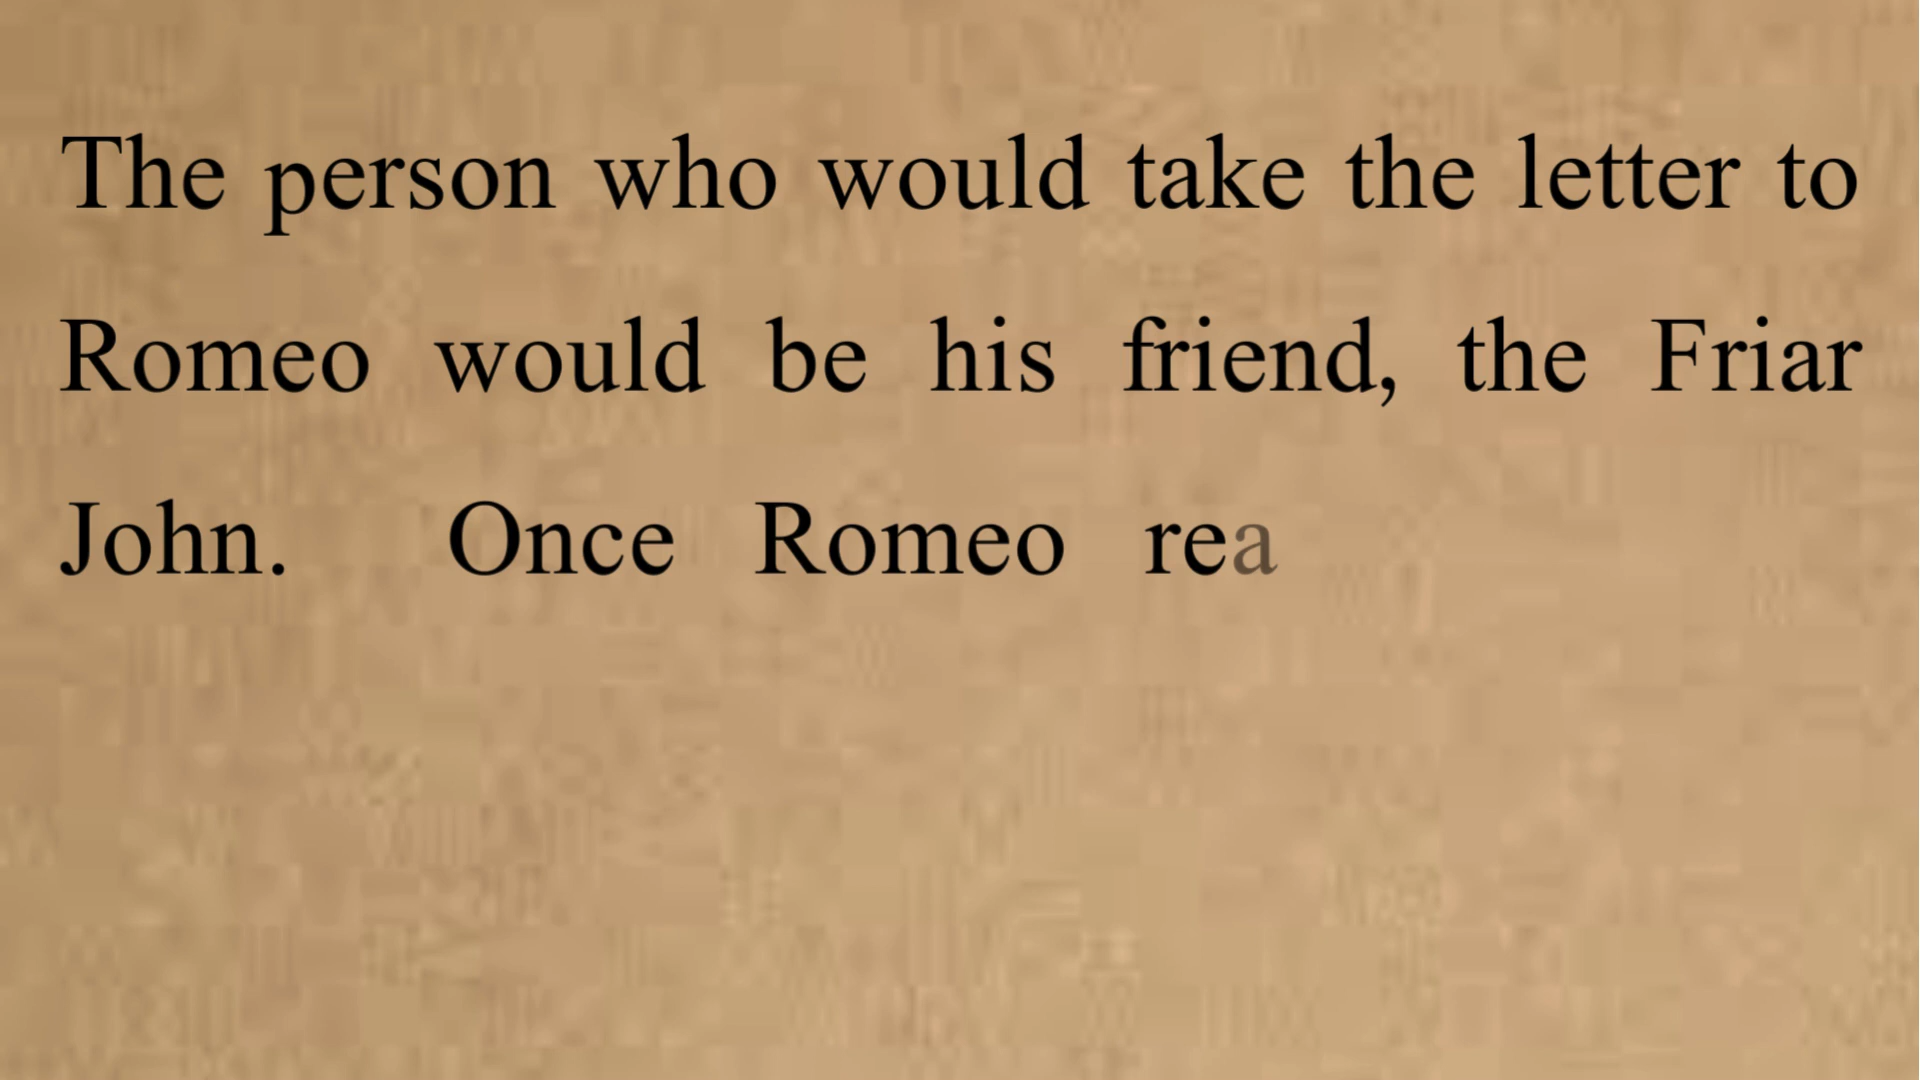 The person who would take the letter to
Romeo would be his friend, the Friar
John. Once Romeo rea